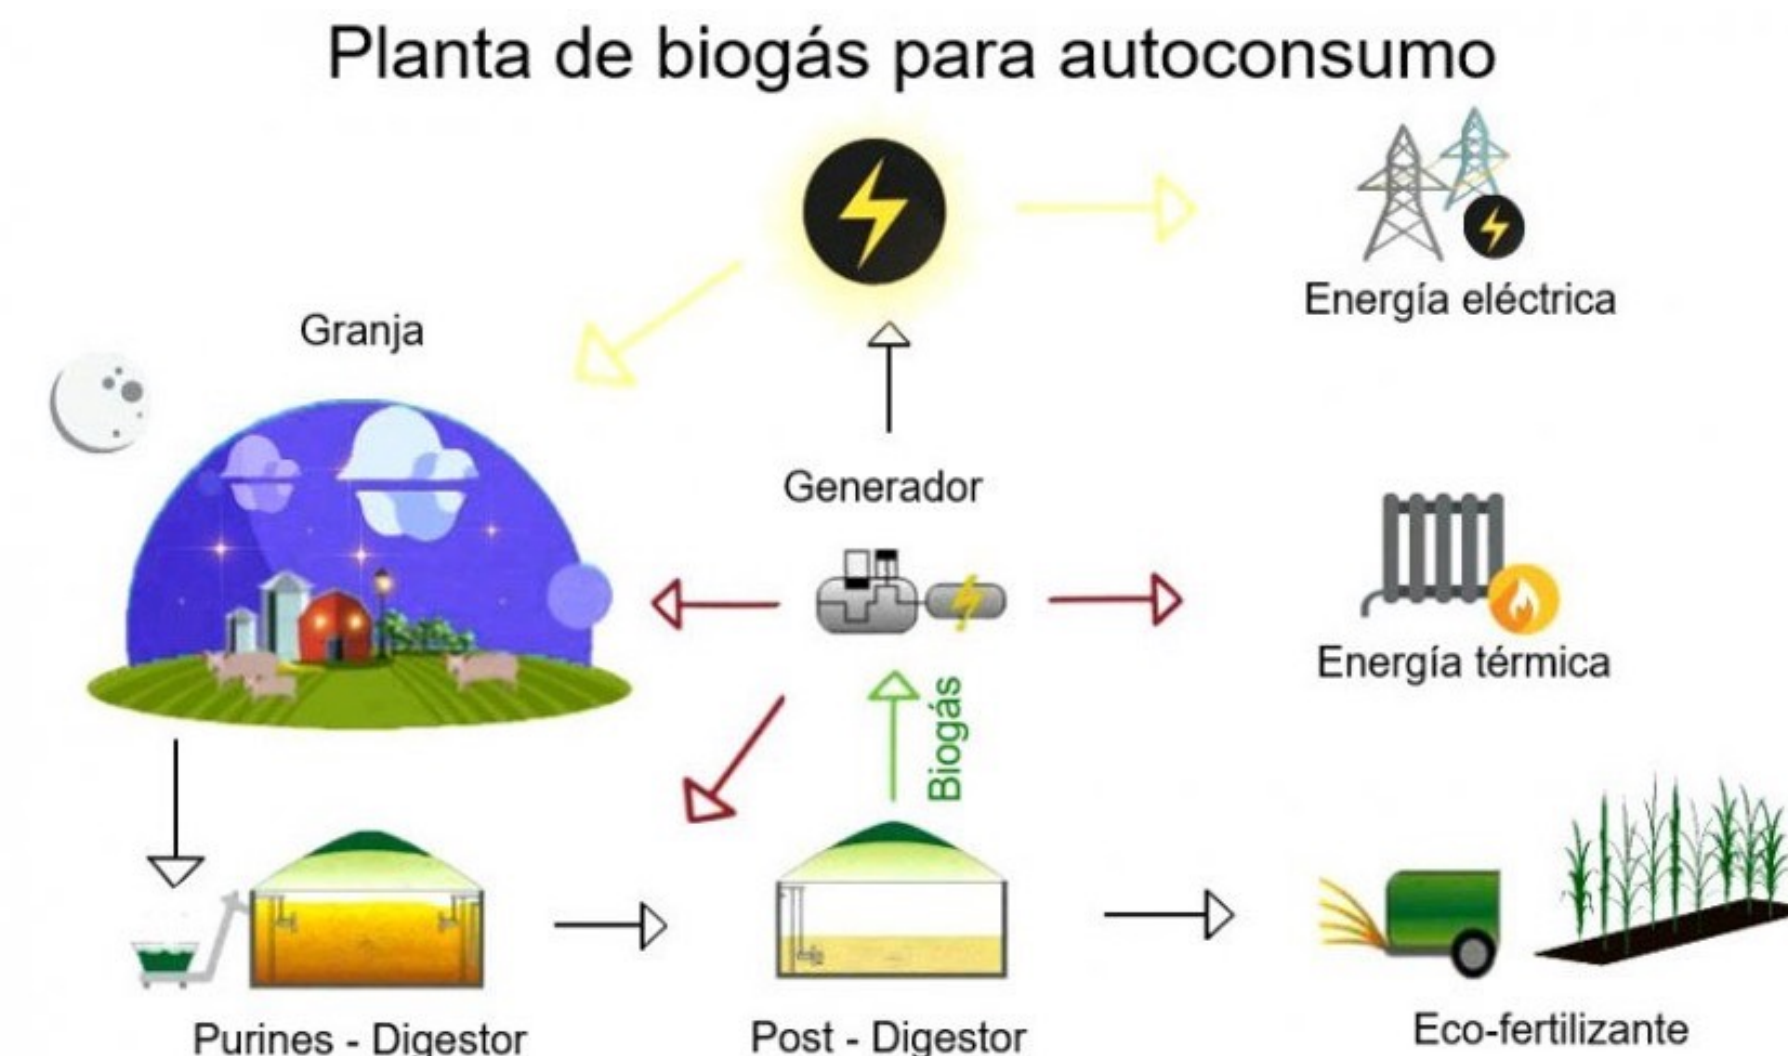 Planta de biogás para autoconsumo
Energía eléctrica
Granja
Generador
Energía térmica
Biogás
Purines - Digestor
Post - Digestor
Eco-fertilizante